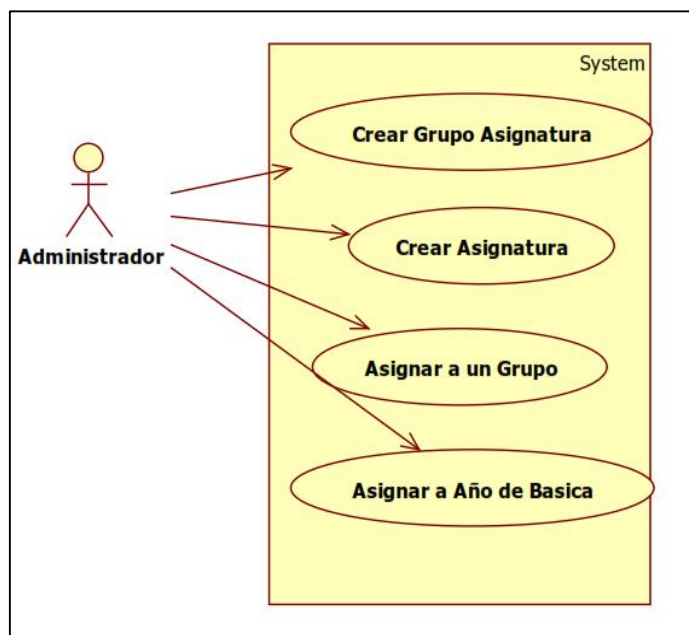 System
Crear Grupo Asignatura
Administrador
Crear Asignatura
Asignar a un Grupo
Asignar a Año de Basica